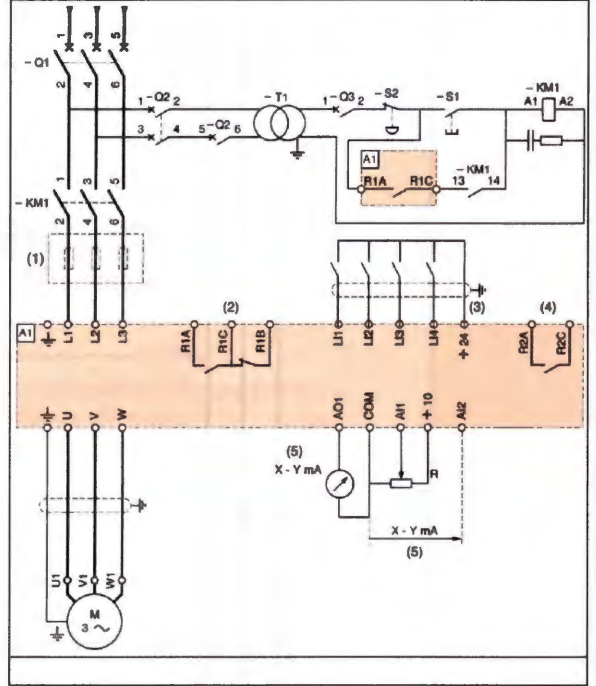 1 3 5
- Q1
2 4 6
1 - Q2 2
3 4 5 -Q2 6
- T1
1 - Q3 2
- S2
- S1
- KM1
A1 A2
A1
R1A R1C
- KM1
13 14
1 3 5
- KM1
2 4 6
(1)
(2)
(3)
(4)
A1
L1 L2 L3
R1A R1C R1B
LI1 LI2 LI3 LI4 + 24
R2A R2C
U V W
AO1 COM AI1 + 10 AI2
(5)
X - Y mA
R
X - Y mA
(5)
U1 V1 W1
M
3 ~